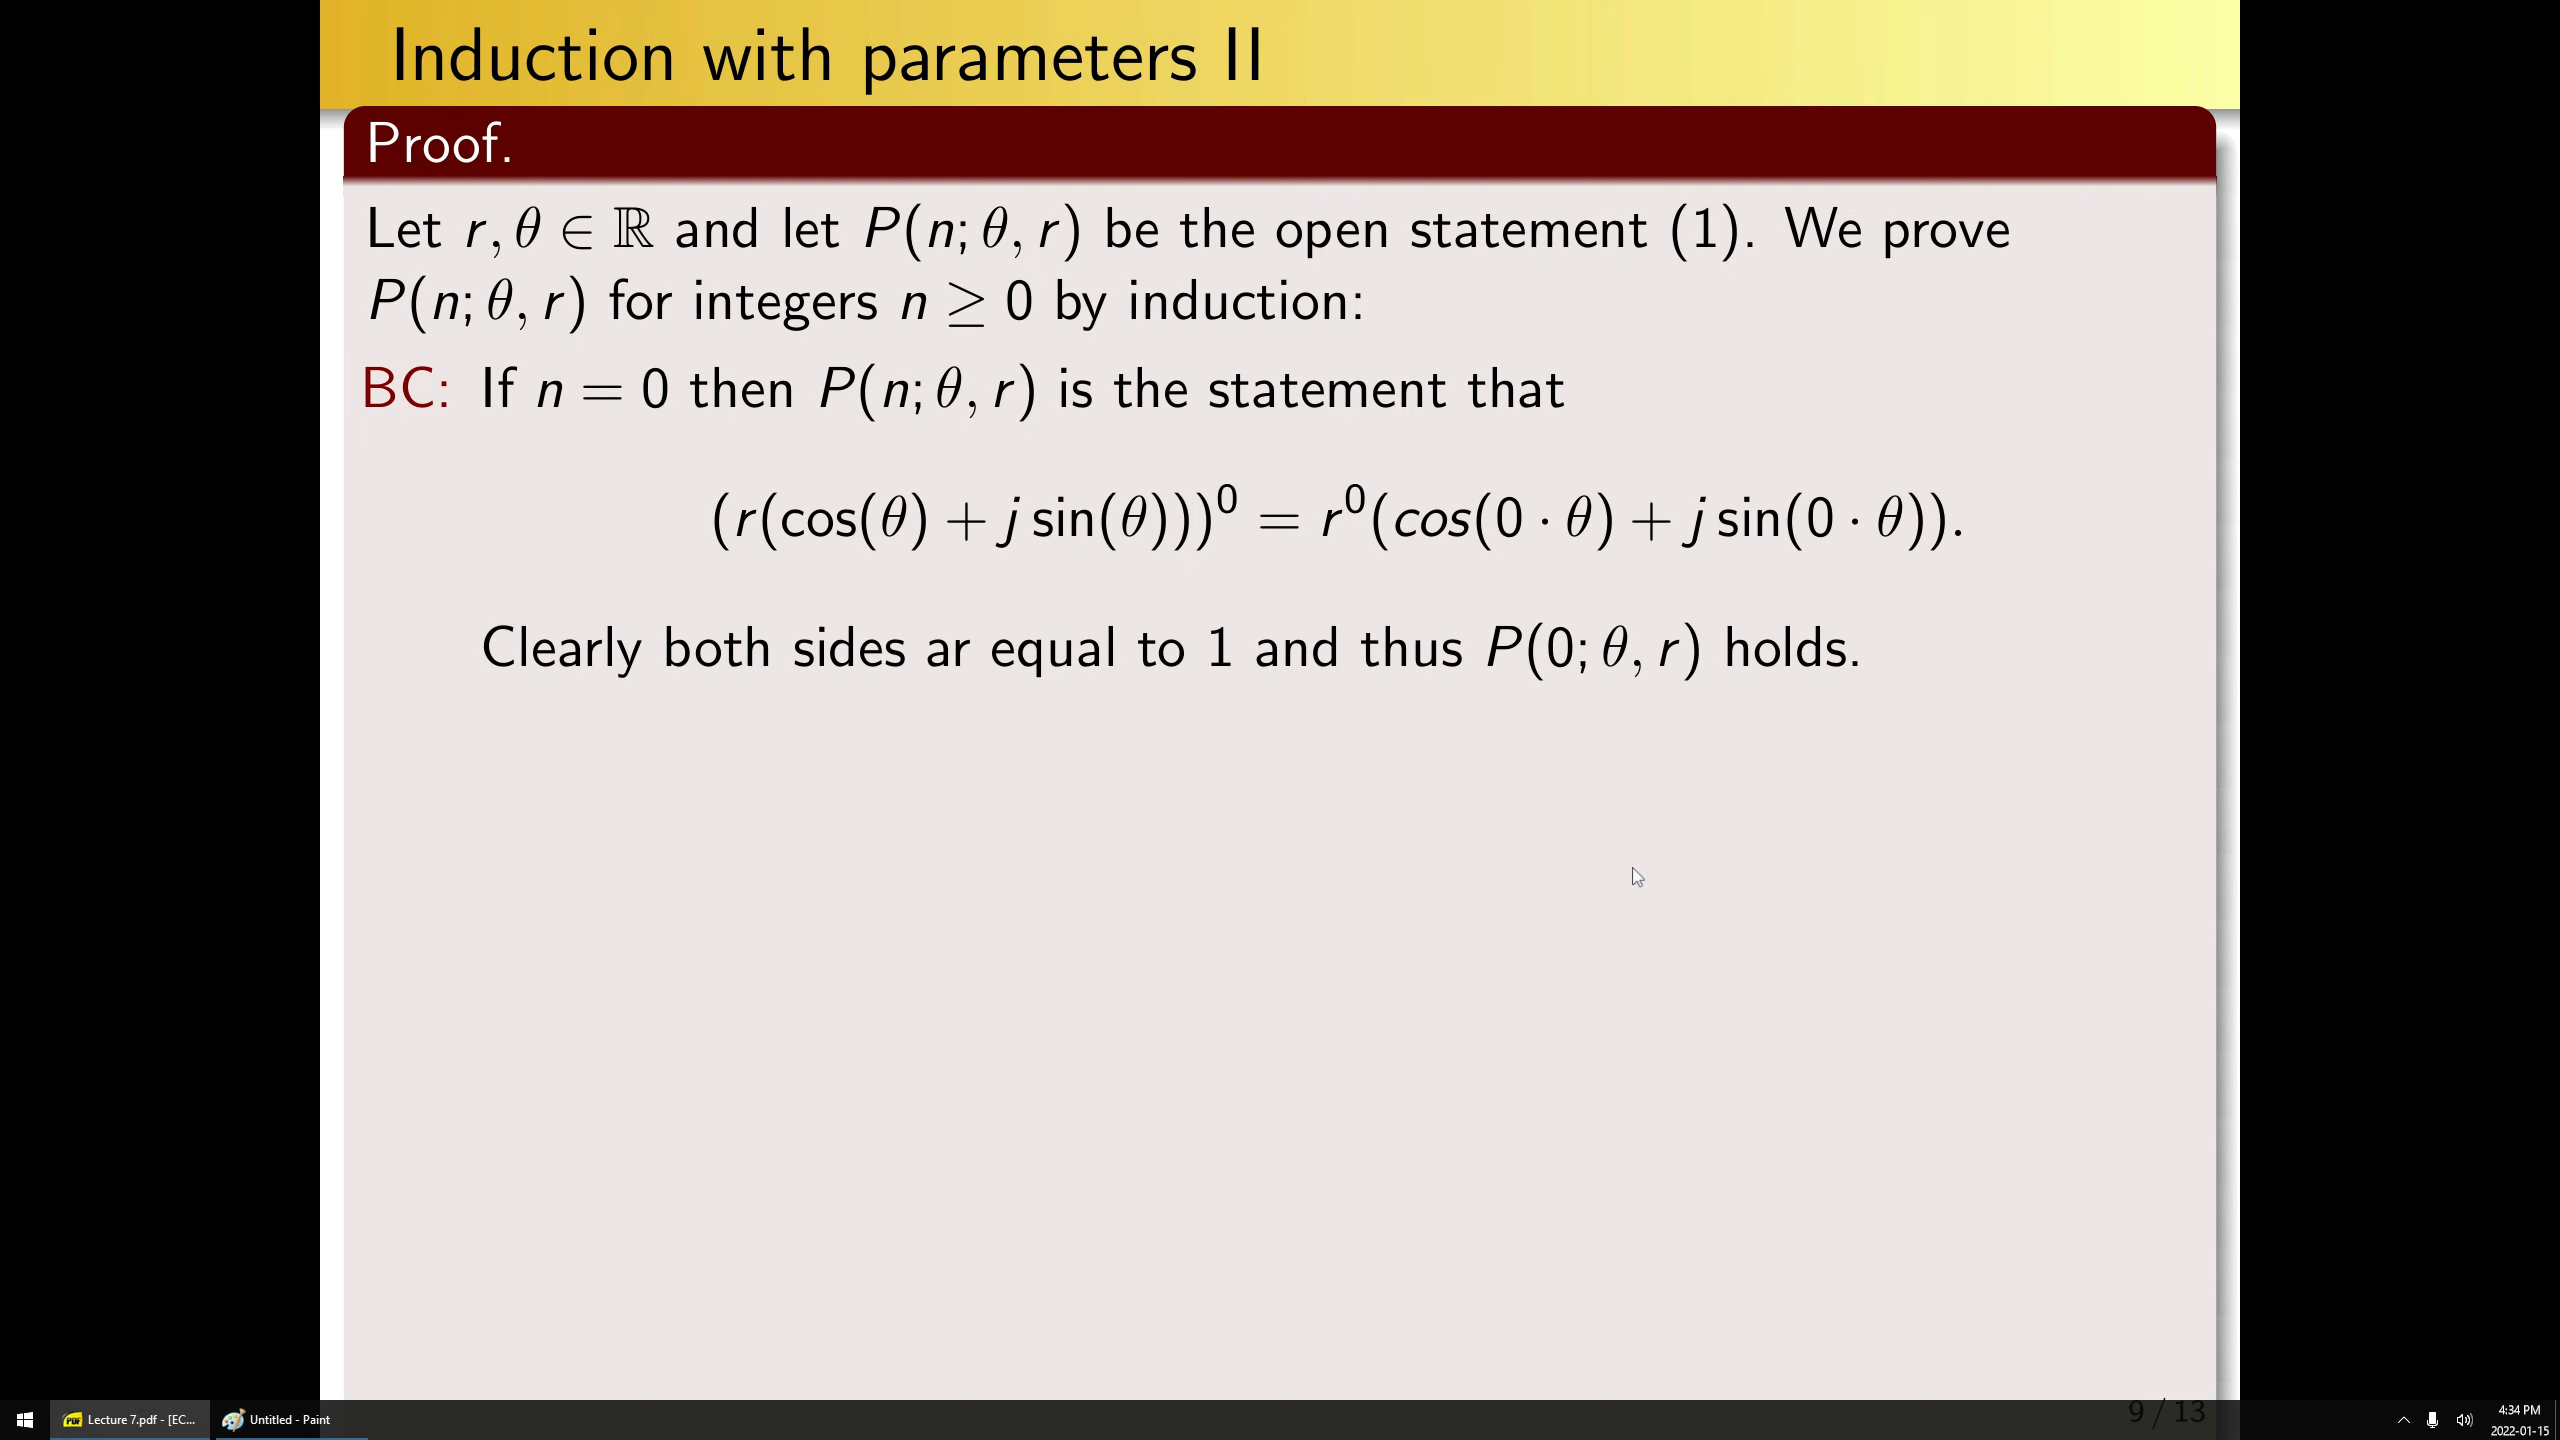 Induction with parameters II
Proof.
Let r, θ ∈ ℝ and let P(n; θ, r) be the open statement (1). We prove
P(n; θ, r) for integers n ≥ 0 by induction:
BC: If n = 0 then P(n; θ, r) is the statement that
(r(cos(θ) + j sin(θ)))⁰ = r⁰(cos(0 · θ) + j sin(0 · θ)).
Clearly both sides ar equal to 1 and thus P(0; θ, r) holds.
9 / 13
Lecture 7.pdf - [EC...
Untitled - Paint
4:34 PM
2022-01-15